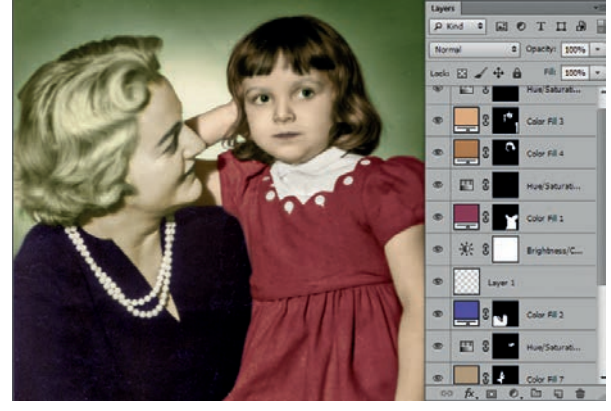 Layers
Kind
T
Normal
Opacity: 100%
Lock:
Fill: 100%
Hue/Saturati...
Color Fill 3
Color Fill 4
Hue/Saturati...
Color Fill 1
Brightness/C...
Layer 1
Color Fill 2
Hue/Saturati...
Color Fill 7
fx.